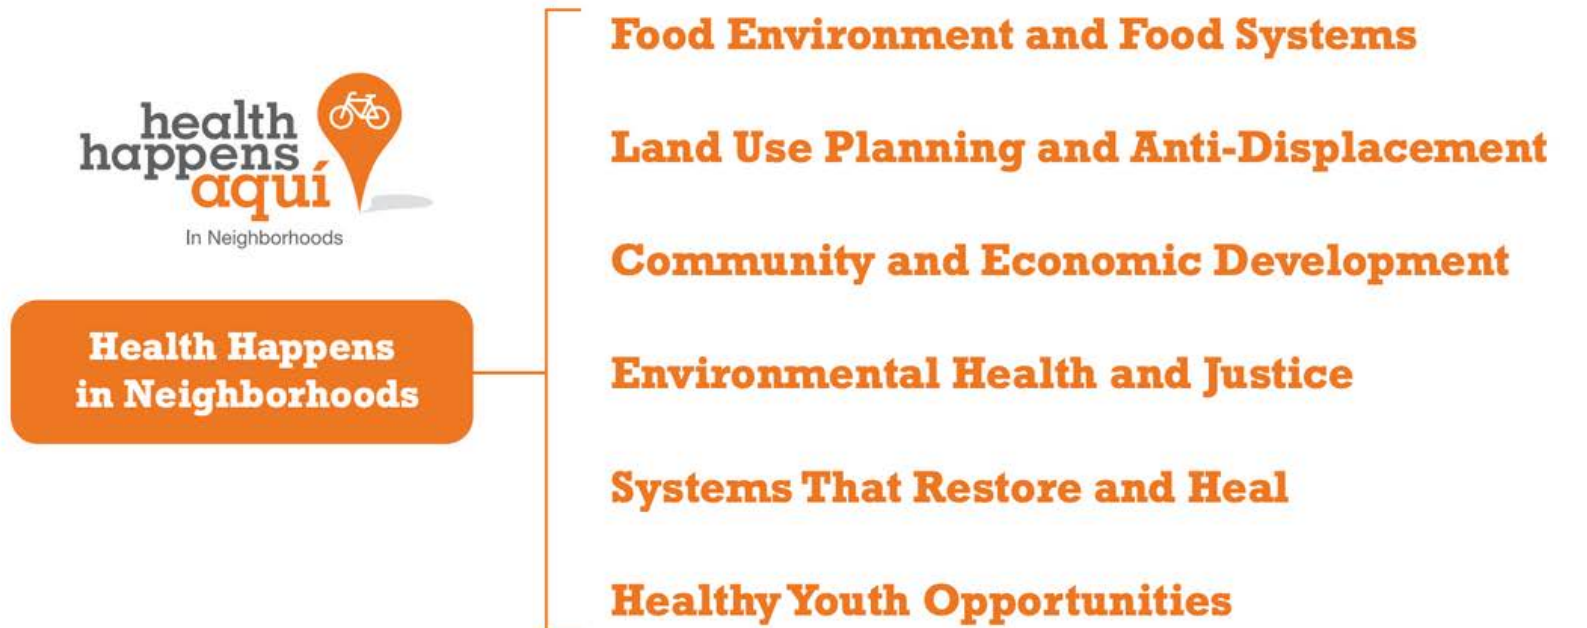 health
happens
aquí
In Neighborhoods
Health Happens
in Neighborhoods
Food Environment and Food Systems
Land Use Planning and Anti-Displacement
Community and Economic Development
Environmental Health and Justice
Systems That Restore and Heal
Healthy Youth Opportunities